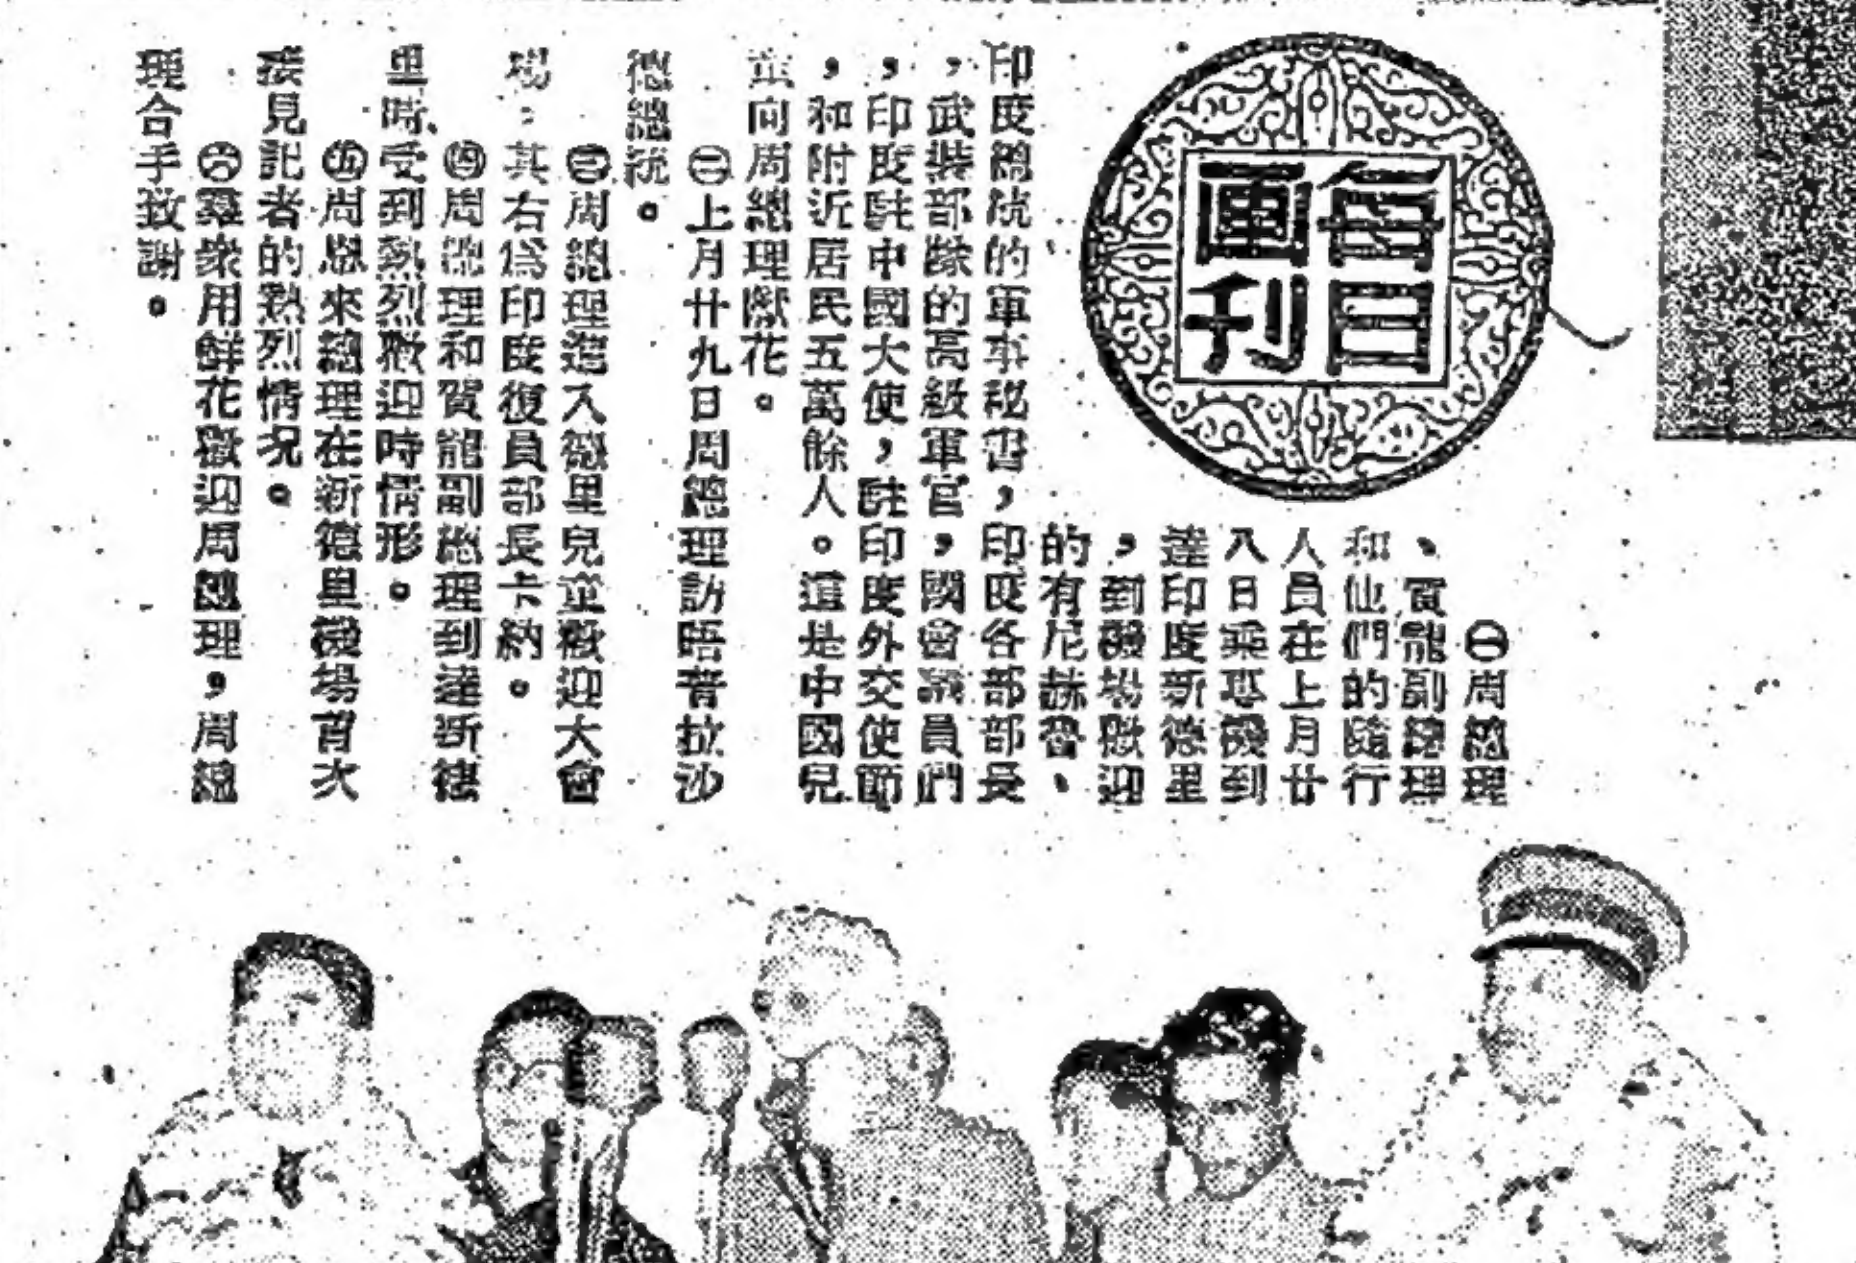 每日
畫刊
㊀周總理
、賀龍副總理
和他們的隨行
人員在上月廿
八日乘專機到
達印度新德里
，到機場歡迎
的有尼赫魯、
印度總統的軍事秘書，印度各部部長
，武裝部隊的高級軍官，國會議員們
，印度駐中國大使，駐印度外交使節
，和附近居民五萬餘人。這是中國兒
並向周總理獻花。
㊁上月廿九日周總理訪晤普拉沙
德總統。
㊂周總理進入德里兒童歡迎大會
場：其右為印度復員部長卡納。
㊃周總理和賀龍副總理到達新德
里時，受到熱烈歡迎時情形。
㊄周恩來總理在新德里機場首次
接見記者的熱烈情況。
㊅羣衆用鮮花歡迎周總理，周總
理合手致謝。